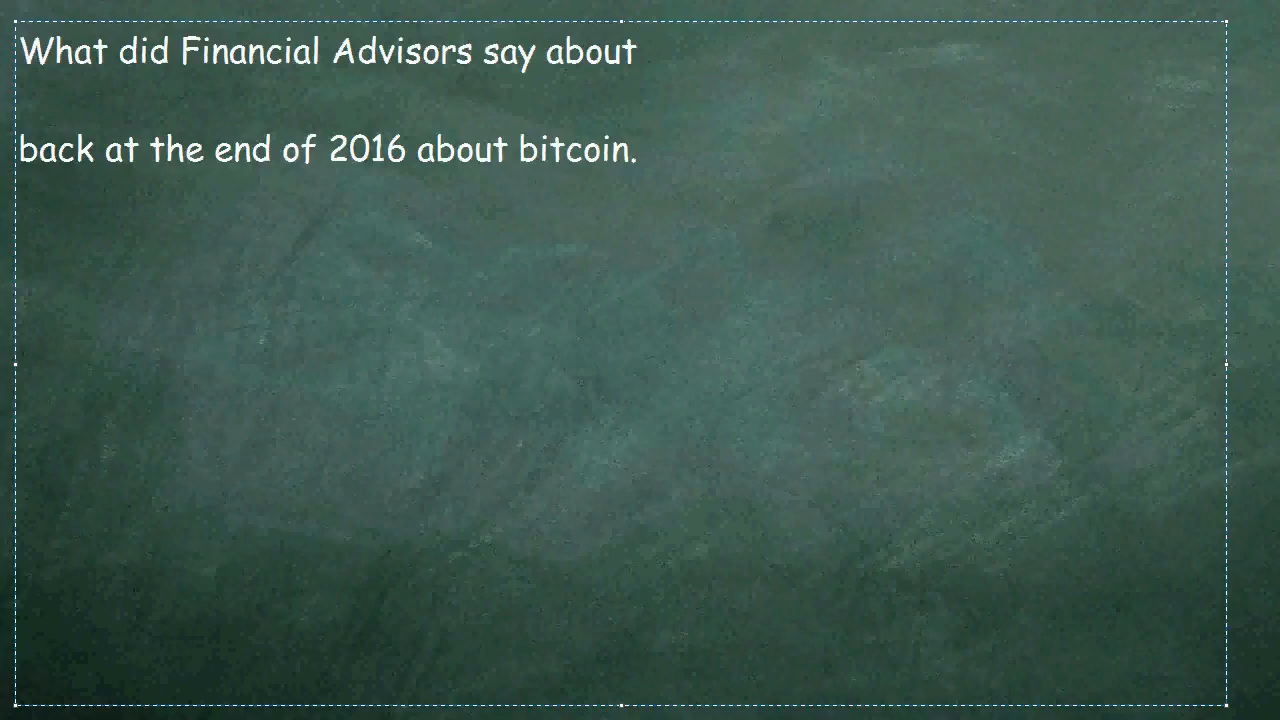 What did Financial Advisors say about
back at the end of 2016 about bitcoin.